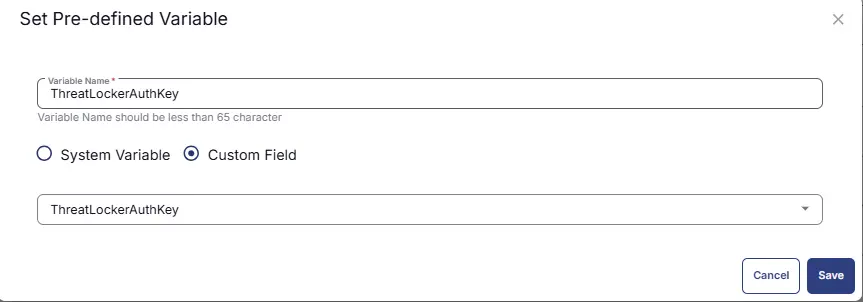 Set Pre-defined Variable
Variable Name *
ThreatLockerAuthKey
Variable Name should be less than 65 character
System Variable Custom Field
ThreatLockerAuthKey
Cancel Save